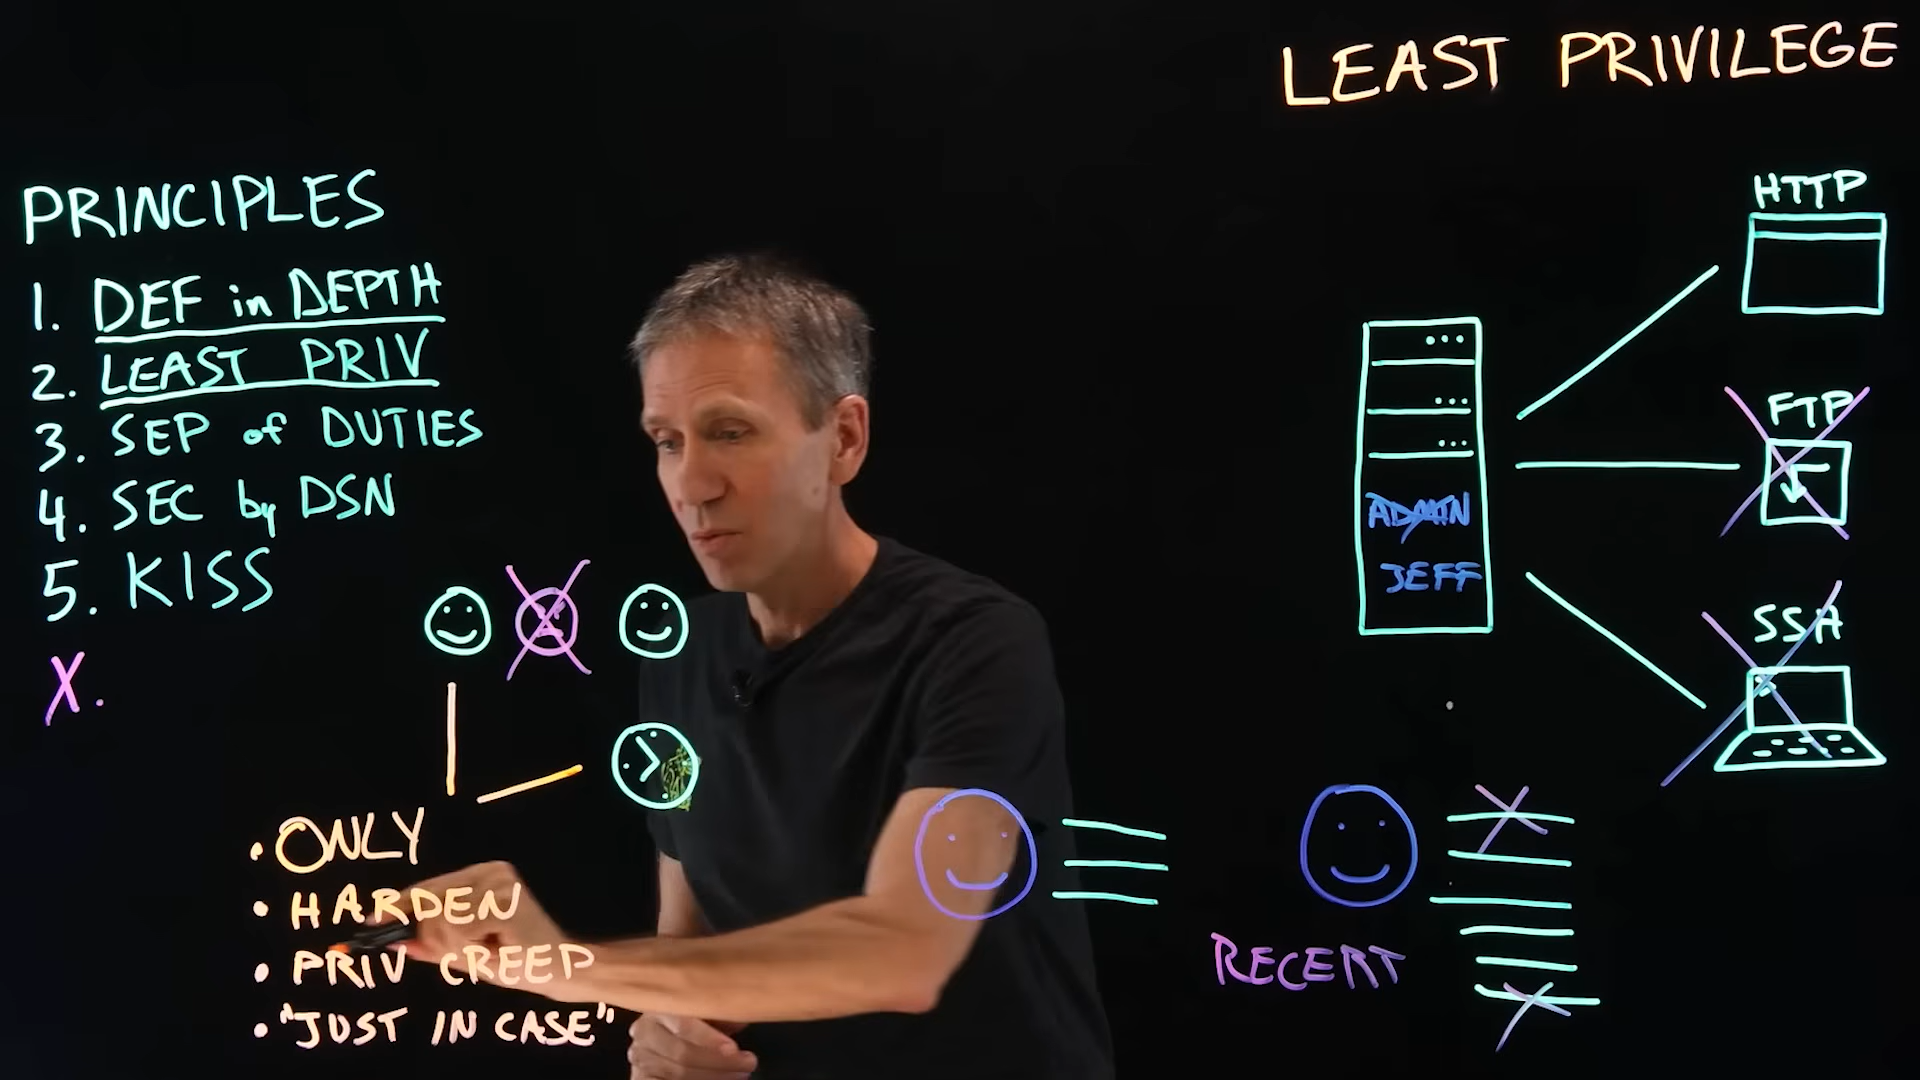 LEAST PRIVILEGE
PRINCIPLES
1. DEF in DEPTH
2. LEAST PRIV
3. SEP of DUTIES
4. SEC by DSN
5. KISS
X.
• ONLY
• HARDEN
• PRIV CREEP
• "JUST IN CASE"
HTTP
FTP
SSH
ADMIN
JEFF
RECERT